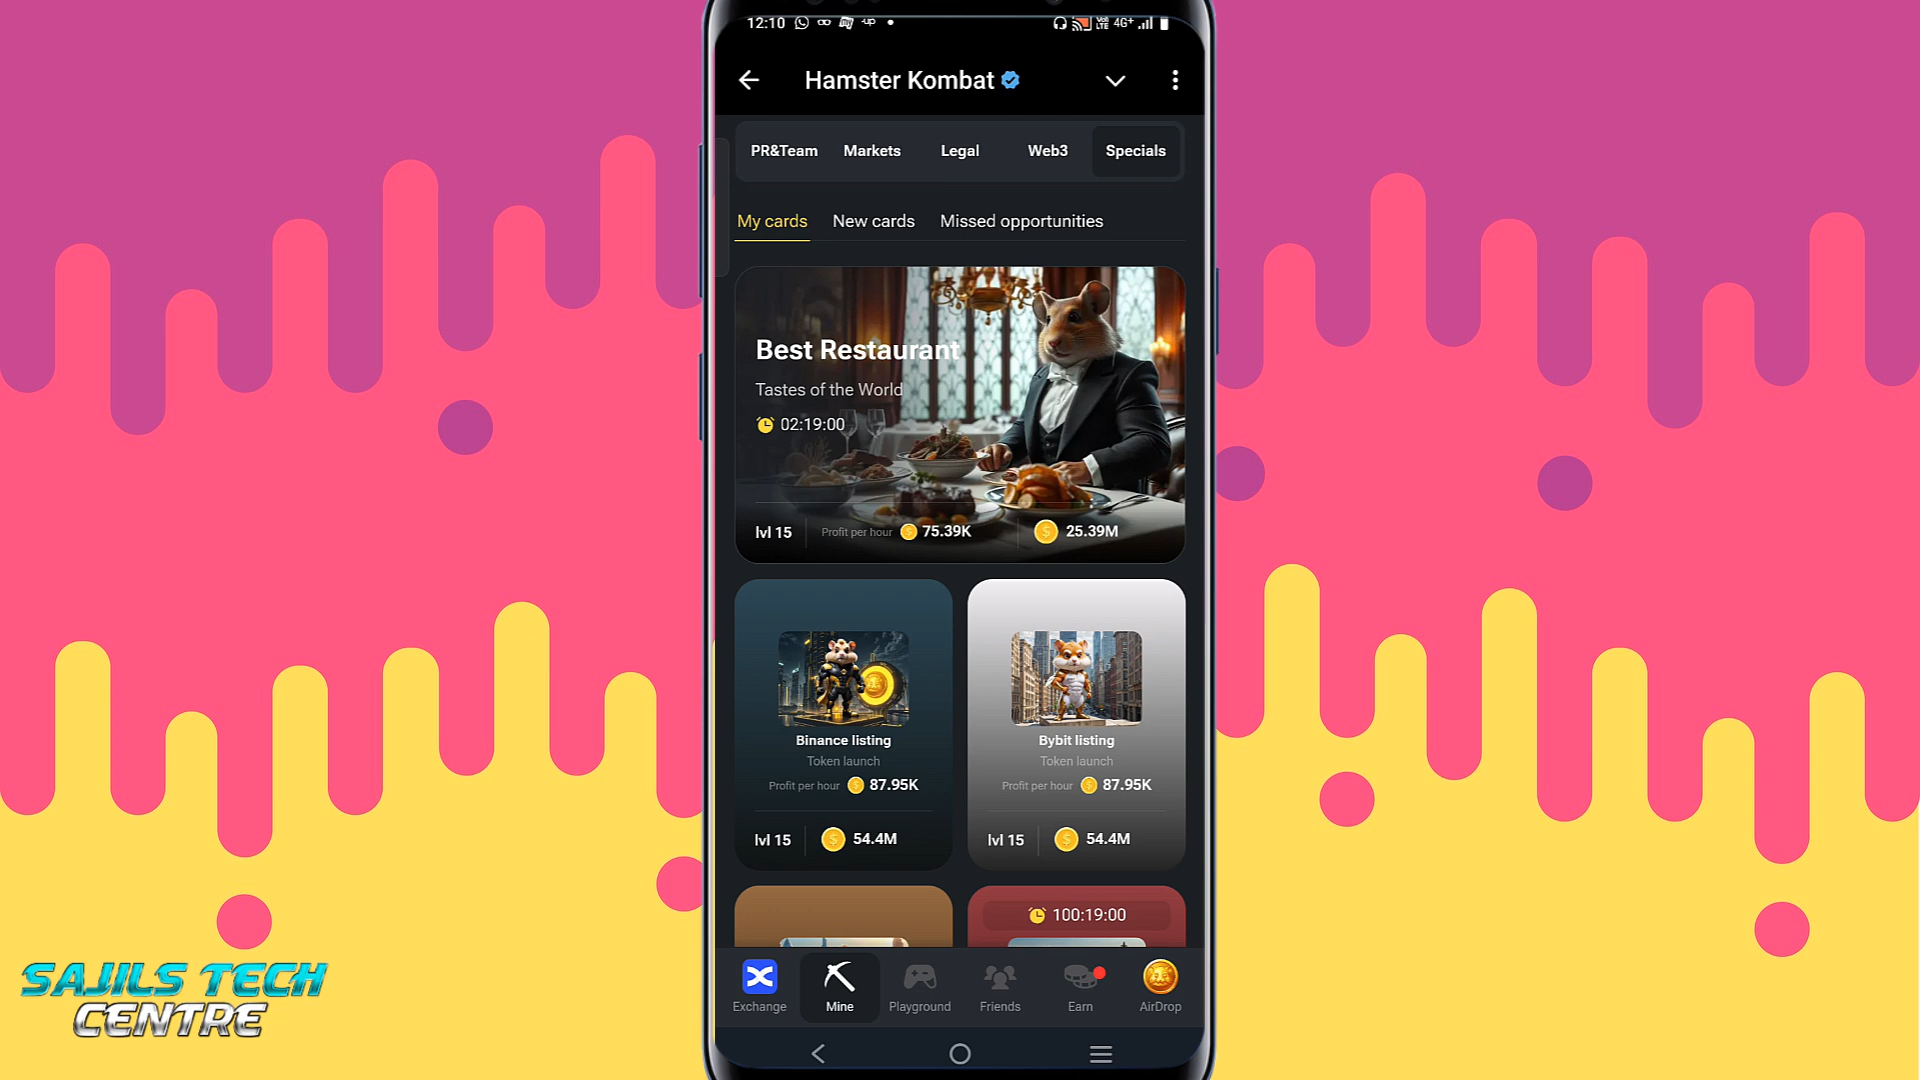 12:10
4G+
Hamster Kombat
PR&Team Markets Legal Web3 Specials
My cards New cards Missed opportunities
Best Restaurant
Tastes of the World
02:19:00
lvl 15 Profit per hour 75.39K 25.39M
Binance listing
Token launch
Profit per hour 87.95K
lvl 15 54.4M
Bybit listing
Token launch
Profit per hour 87.95K
lvl 15 54.4M
100:19:00
Exchange Mine Playground Friends Earn AirDrop
SAJILS TECH
CENTRE